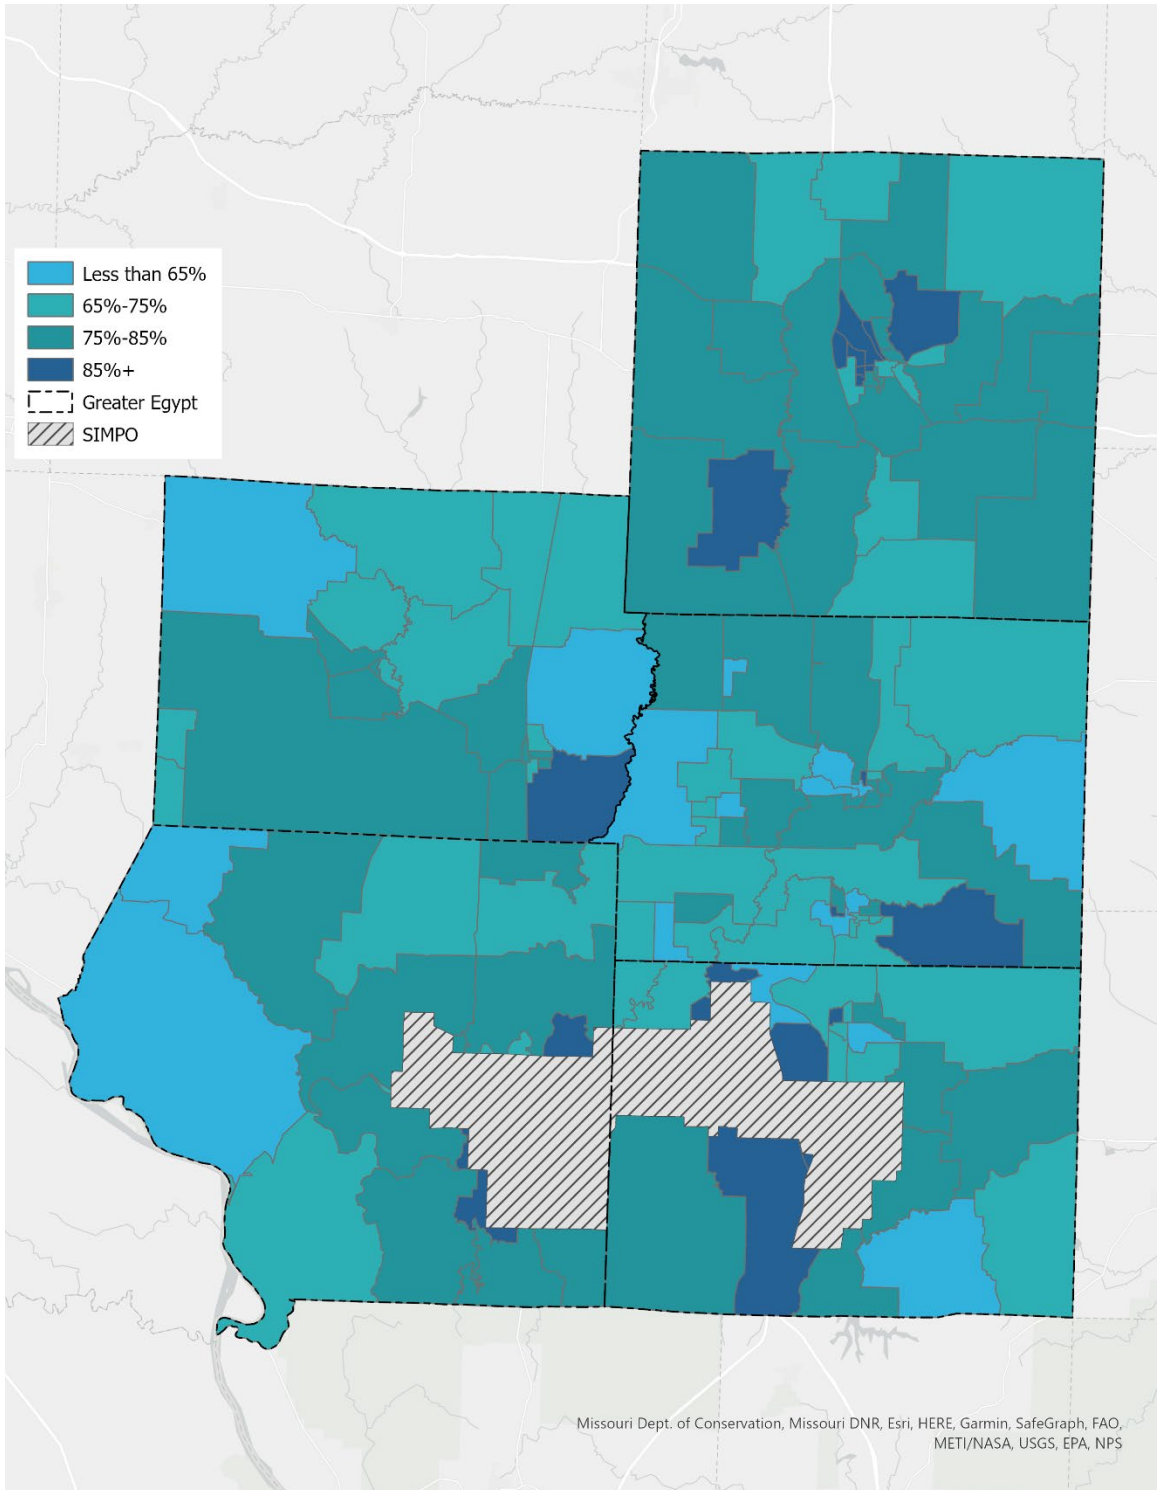 Less than 65%
65%-75%
75%-85%
85%+
Greater Egypt
SIMPO
Missouri Dept. of Conservation, Missouri DNR, Esri, HERE, Garmin, SafeGraph, FAO,
METI/NASA, USGS, EPA, NPS